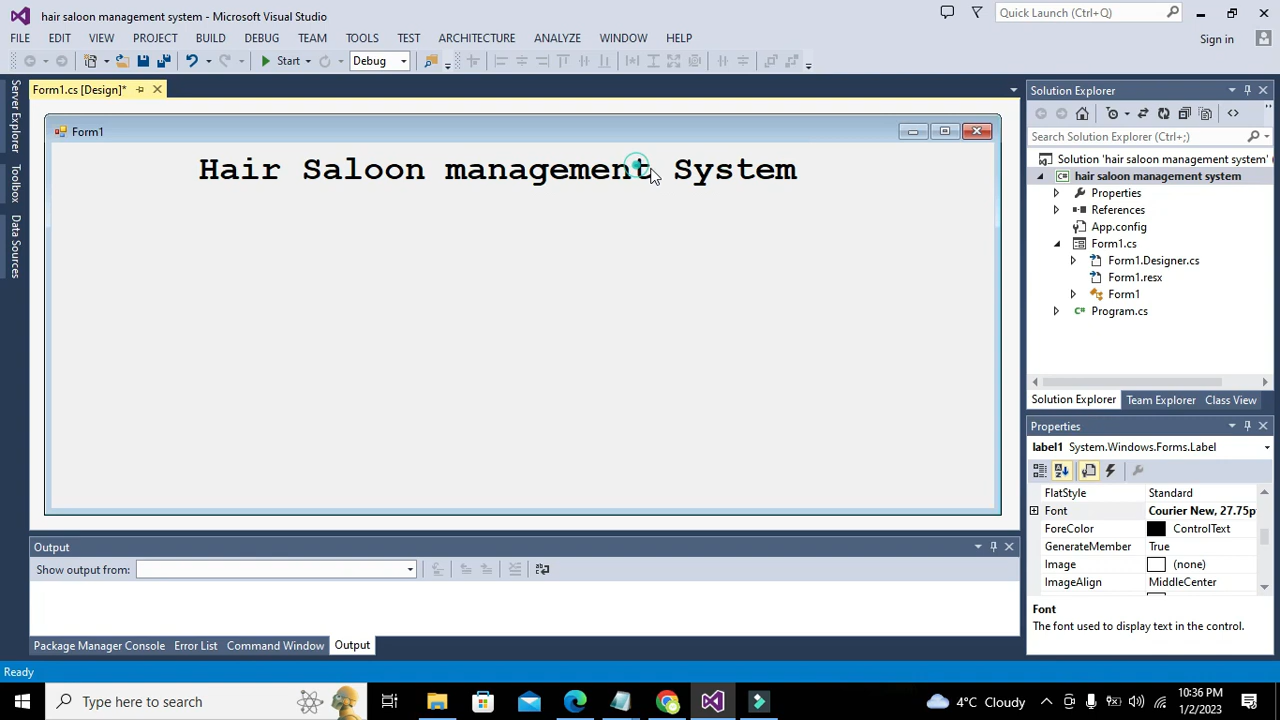 hair saloon management system - Microsoft Visual Studio
Quick Launch (Ctrl+Q)
FILE EDIT VIEW PROJECT BUILD DEBUG TEAM TOOLS TEST ARCHITECTURE ANALYZE WINDOW HELP
Sign in
Start Debug
Form1.cs [Design]*
Server Explorer
Toolbox
Data Sources
Form1
Hair Saloon management System
Solution Explorer
Search Solution Explorer (Ctrl+;)
Solution 'hair saloon management system'
hair saloon management system
Properties
References
App.config
Form1.cs
Form1.Designer.cs
Form1.resx
Form1
Program.cs
Solution Explorer Team Explorer Class View
Properties
label1 System.Windows.Forms.Label
FlatStyle Standard
Font Courier New, 27.75p
ForeColor ControlText
GenerateMember True
Image (none)
ImageAlign MiddleCenter
Font
The font used to display text in the control.
Output
Show output from:
Package Manager Console Error List Command Window Output
Ready
Type here to search
4°C Cloudy
10:36 PM
1/2/2023